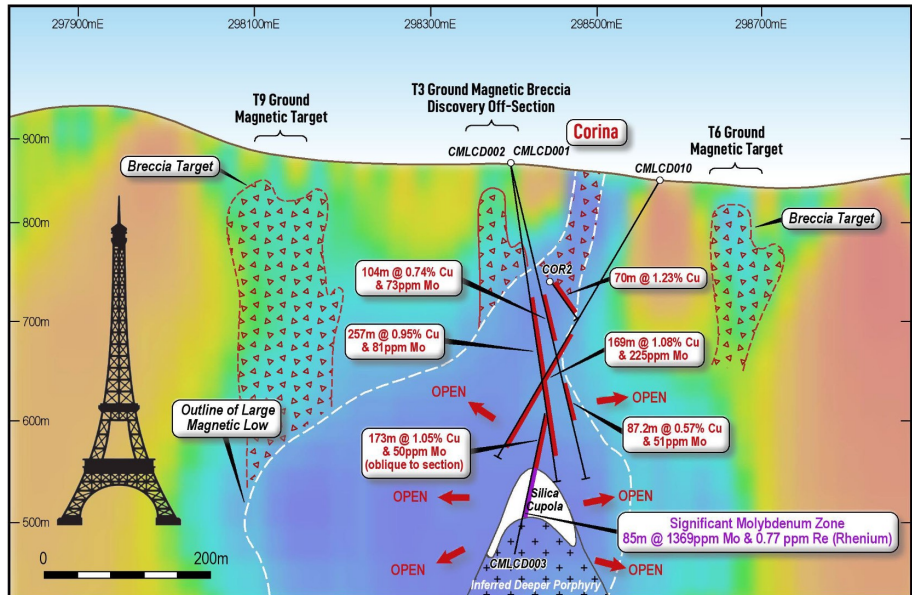 297900mE
298100mE
298300mE
298500mE
298700mE
T9 Ground
Magnetic Target
T3 Ground Magnetic Breccia
Discovery Off-Section
Corina
T6 Ground
Magnetic Target
CMLCD002
CMLCD001
CMLCD010
900m
800m
700m
600m
500m
Breccia Target
Breccia Target
COR2
104m @ 0.74% Cu
& 73ppm Mo
70m @ 1.23% Cu
257m @ 0.95% Cu
& 81ppm Mo
169m @ 1.08% Cu
& 225ppm Mo
OPEN
OPEN
Outline of Large
Magnetic Low
173m @ 1.05% Cu
& 50ppm Mo
(oblique to section)
87.2m @ 0.57% Cu
& 51ppm Mo
OPEN
Silica
Cupola
OPEN
Significant Molybdenum Zone
85m @ 1369ppm Mo & 0.77 ppm Re (Rhenium)
0
200m
OPEN
CMLCD003
OPEN
Inferred Deeper Porphyry